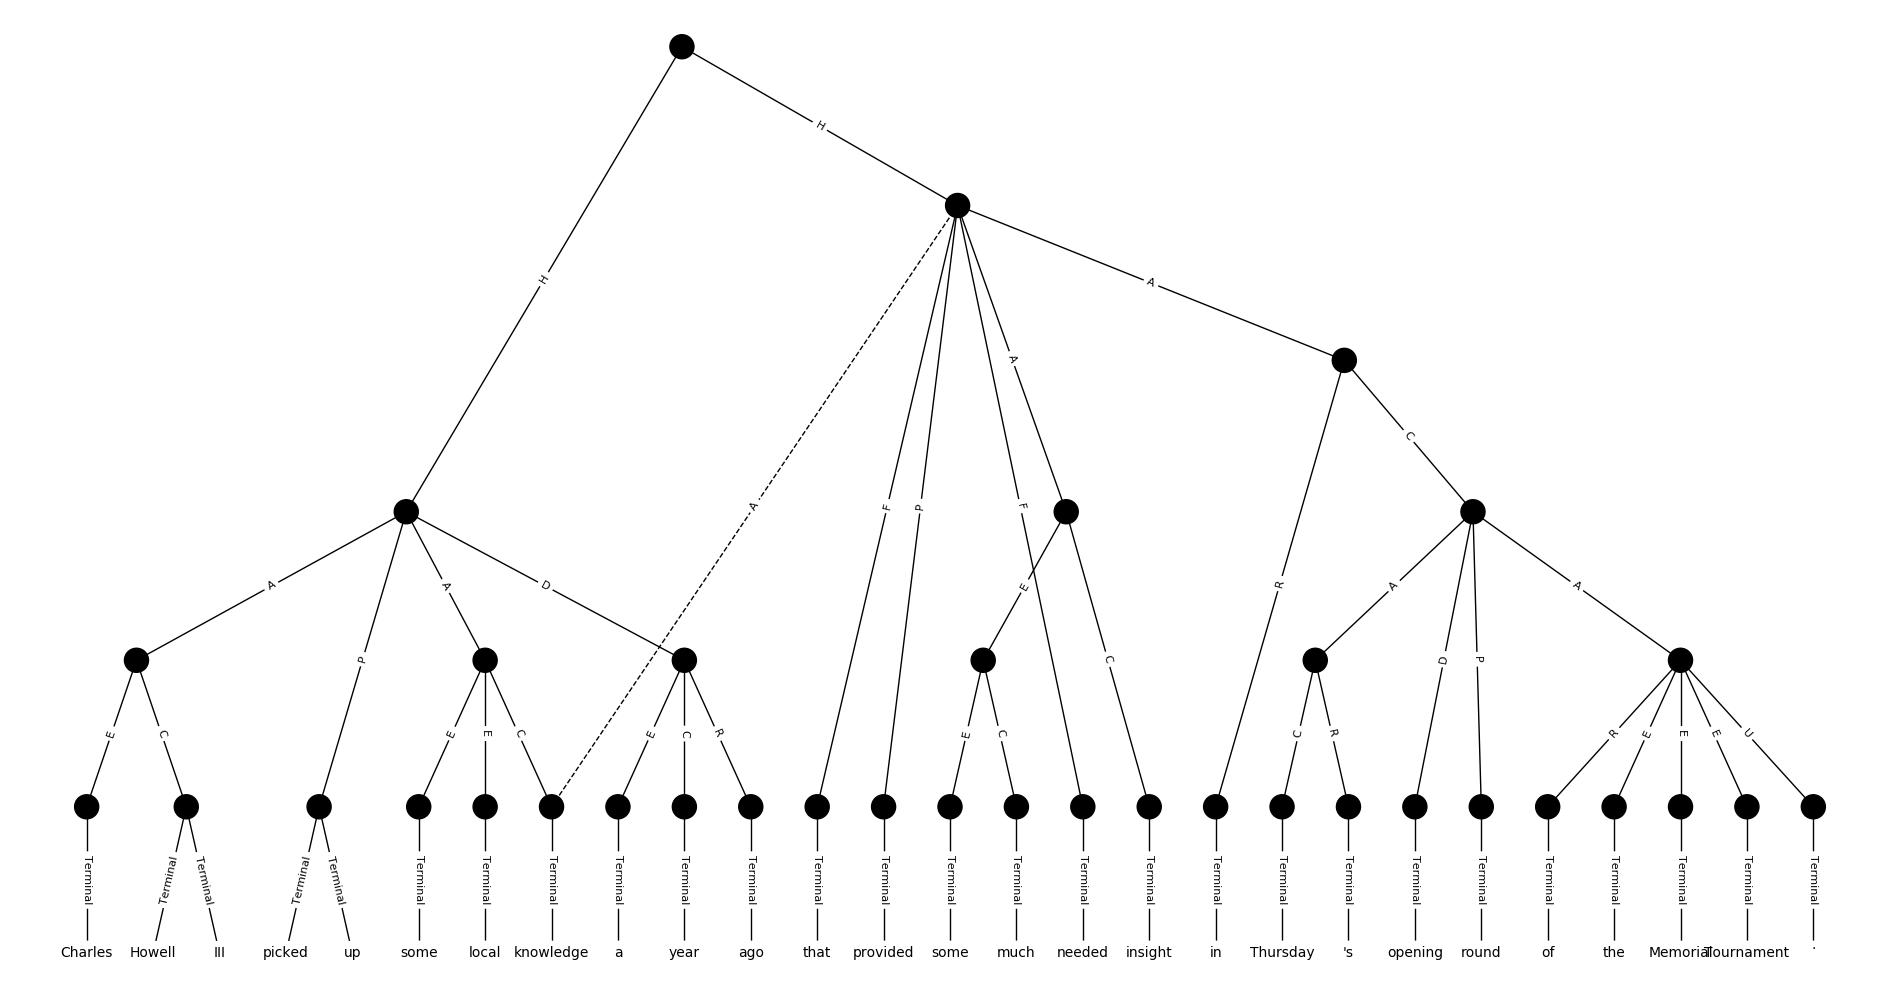 H
H
A
A
H
A
C
A
F
P
F
A
P
A
D
E
C
R
A
D
P
A
E
C
E
E
C
E
C
R
E
C
C
R
R
E
E
E
U
Terminal Terminal Terminal Terminal Terminal Terminal Terminal Terminal Terminal Terminal Terminal Terminal Terminal Terminal Terminal Terminal Terminal Terminal Terminal Terminal Terminal Terminal Terminal Terminal Terminal Terminal Terminal
Charles Howell III picked up some local knowledge a year ago that provided some much needed insight in Thursday 's opening round of the Memorial Tournament .